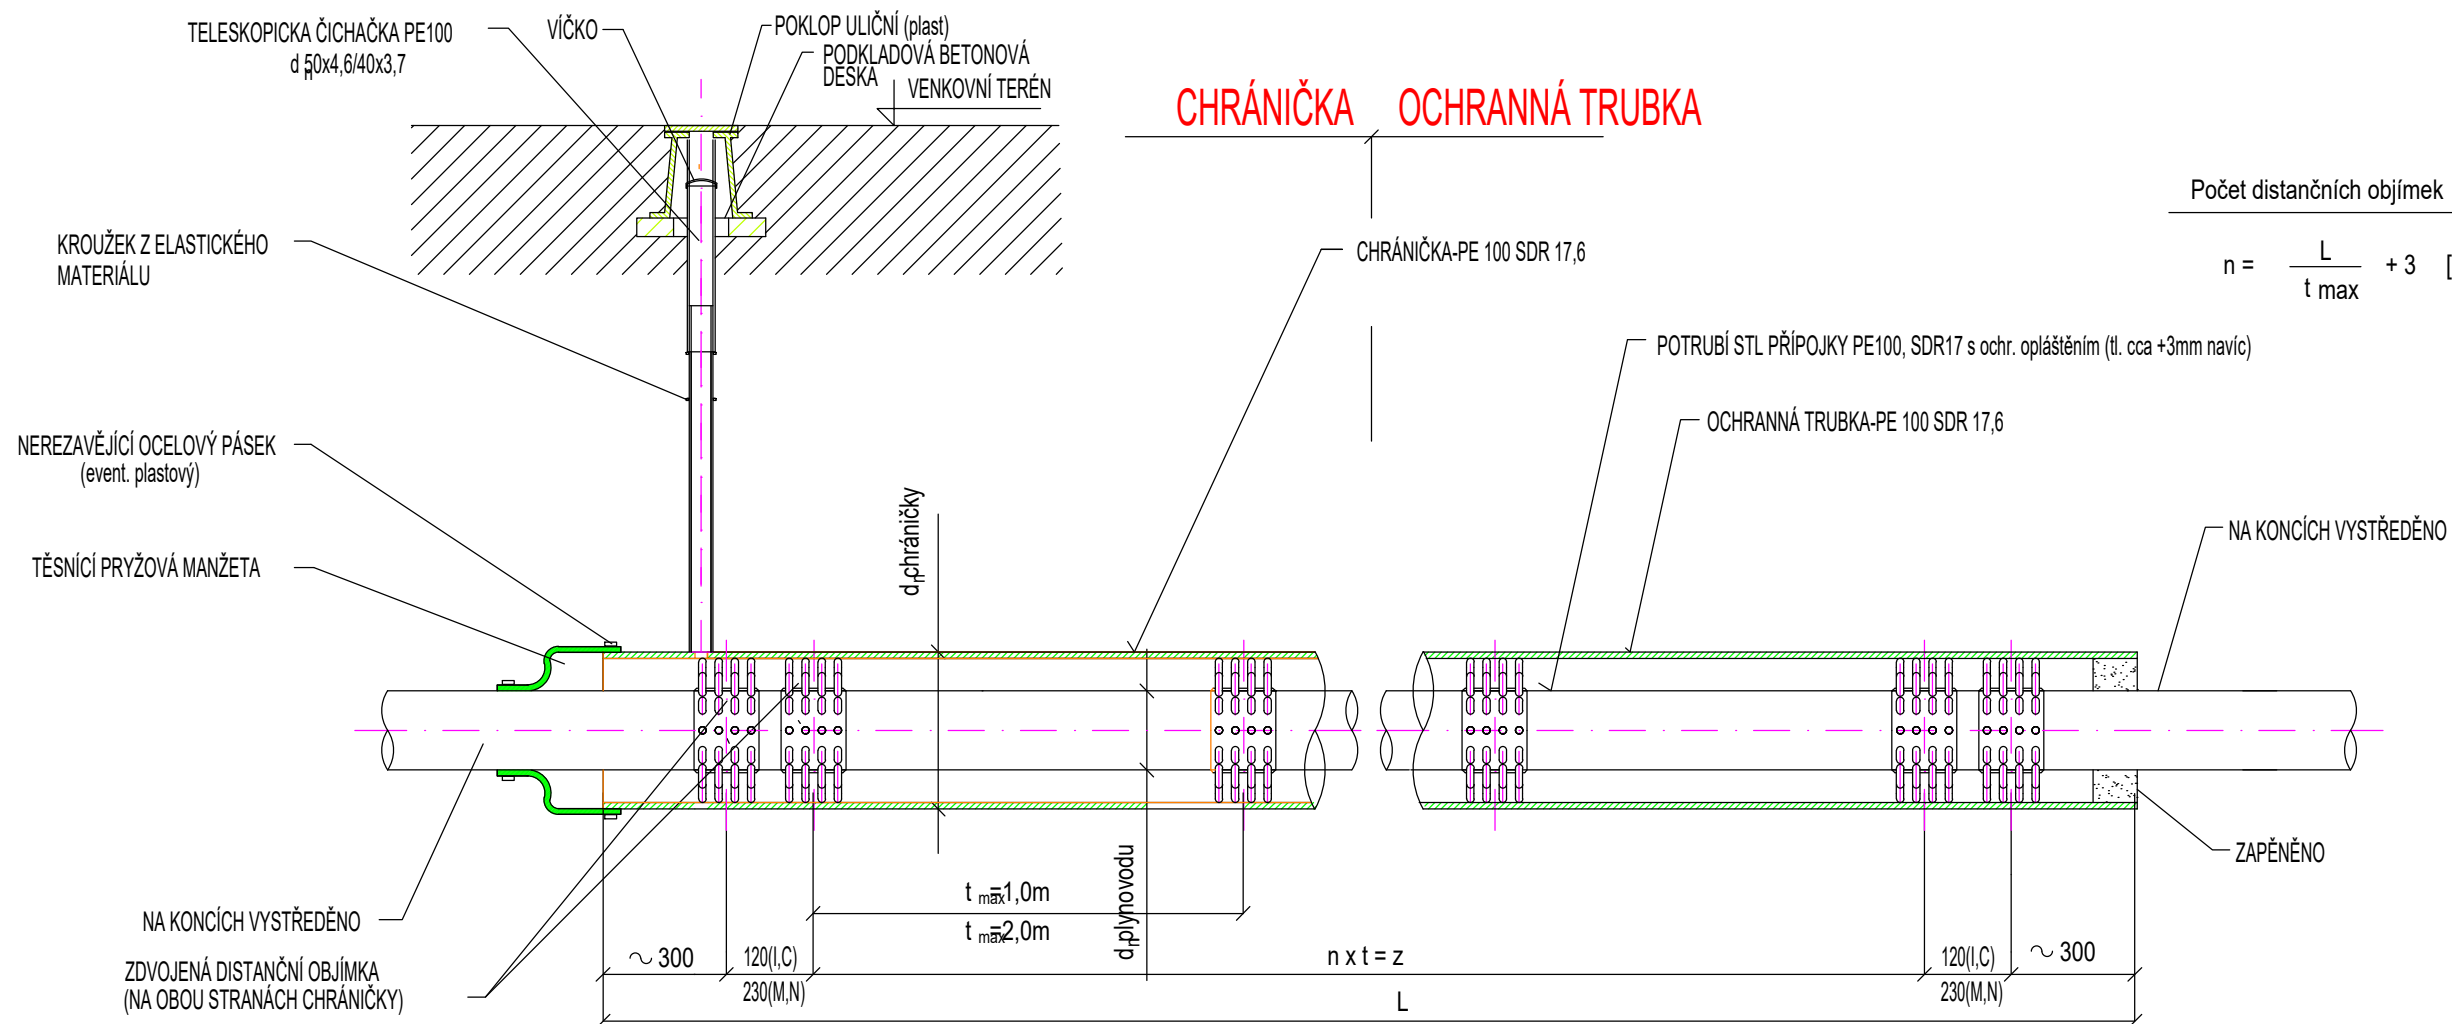 TELESKOPICKA ČICHAČKA PE100
d n 50x4,6/40x3,7
VÍČKO
POKLOP ULIČNÍ (plast)
PODKLADOVÁ BETONOVÁ
DESKA
VENKOVNÍ TERÉN
CHRÁNIČKA
OCHRANNÁ TRUBKA
Počet distančních objímek
n = L / t max + 3 [
KROUŽEK Z ELASTICKÉHO
MATERIÁLU
CHRÁNIČKA-PE 100 SDR 17,6
POTRUBÍ STL PŘÍPOJKY PE100, SDR17 s ochr. opláštěním (tl. cca +3mm navíc)
OCHRANNÁ TRUBKA-PE 100 SDR 17,6
NEREZAVĚJÍCÍ OCELOVÝ PÁSEK
(event. plastový)
TĚSNÍCÍ PRYŽOVÁ MANŽETA
d n chráničky
NA KONCÍCH VYSTŘEDĚNO
ZAPĚNĚNO
d n plynovodu
t max=1,0m
t max=2,0m
NA KONCÍCH VYSTŘEDĚNO
ZDVOJENÁ DISTANČNÍ OBJÍMKA
(NA OBOU STRANÁCH CHRÁNIČKY)
~ 300
120(I,C)
230(M,N)
n x t = z
120(I,C)
230(M,N)
~ 300
L